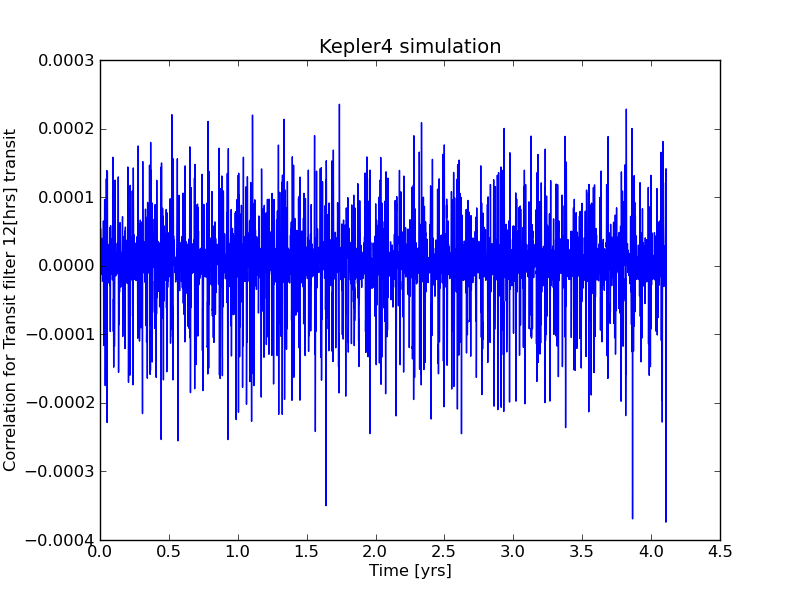 Kepler4 simulation
Correlation for Transit filter 12[hrs] transit
0.0003
0.0002
0.0001
0.0000
−0.0001
−0.0002
−0.0003
−0.0004
0.0 0.5 1.0 1.5 2.0 2.5 3.0 3.5 4.0 4.5
Time [yrs]